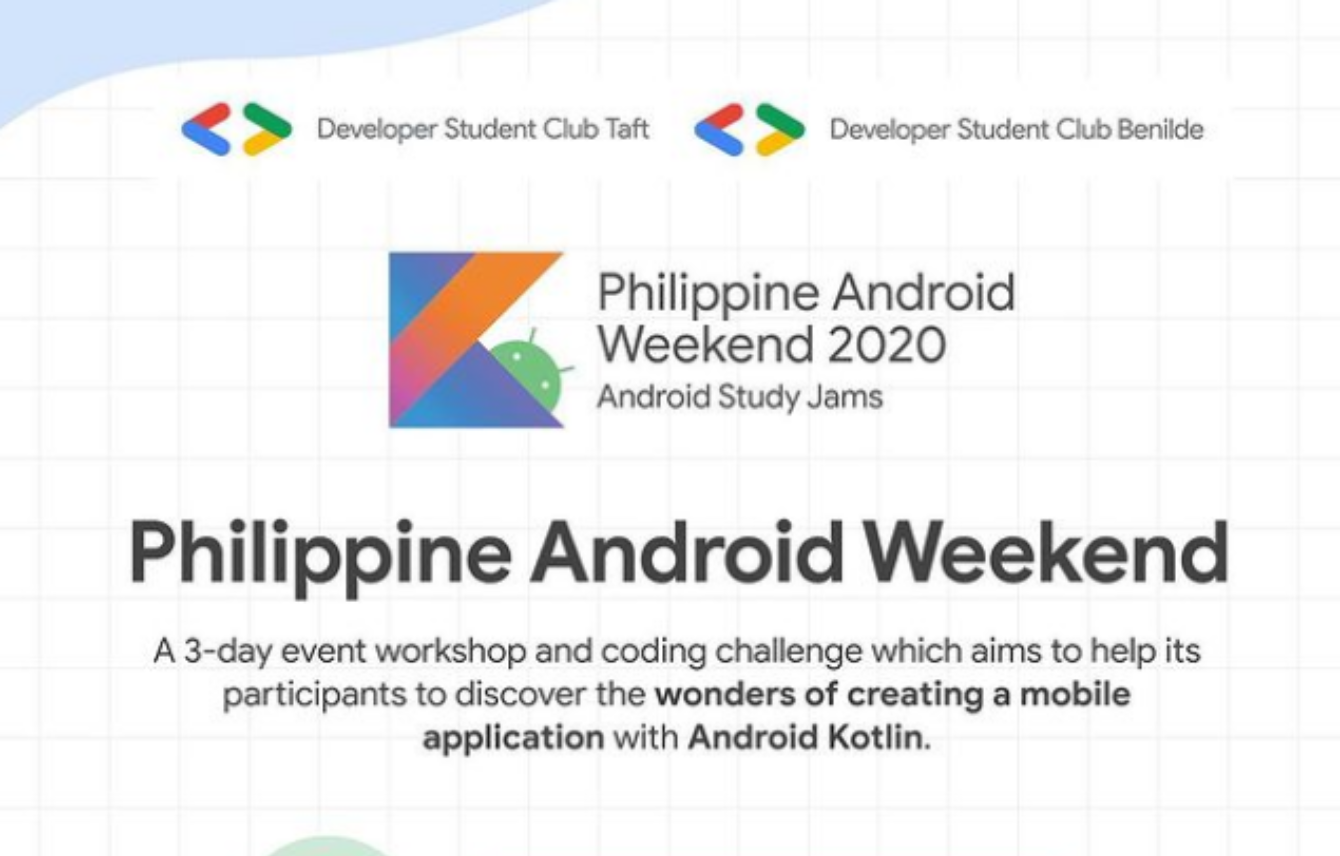 Developer Student Club Taft Developer Student Club Benilde
Philippine Android
Weekend 2020
Android Study Jams
Philippine Android Weekend
A 3-day event workshop and coding challenge which aims to help its
participants to discover the wonders of creating a mobile
application with Android Kotlin.